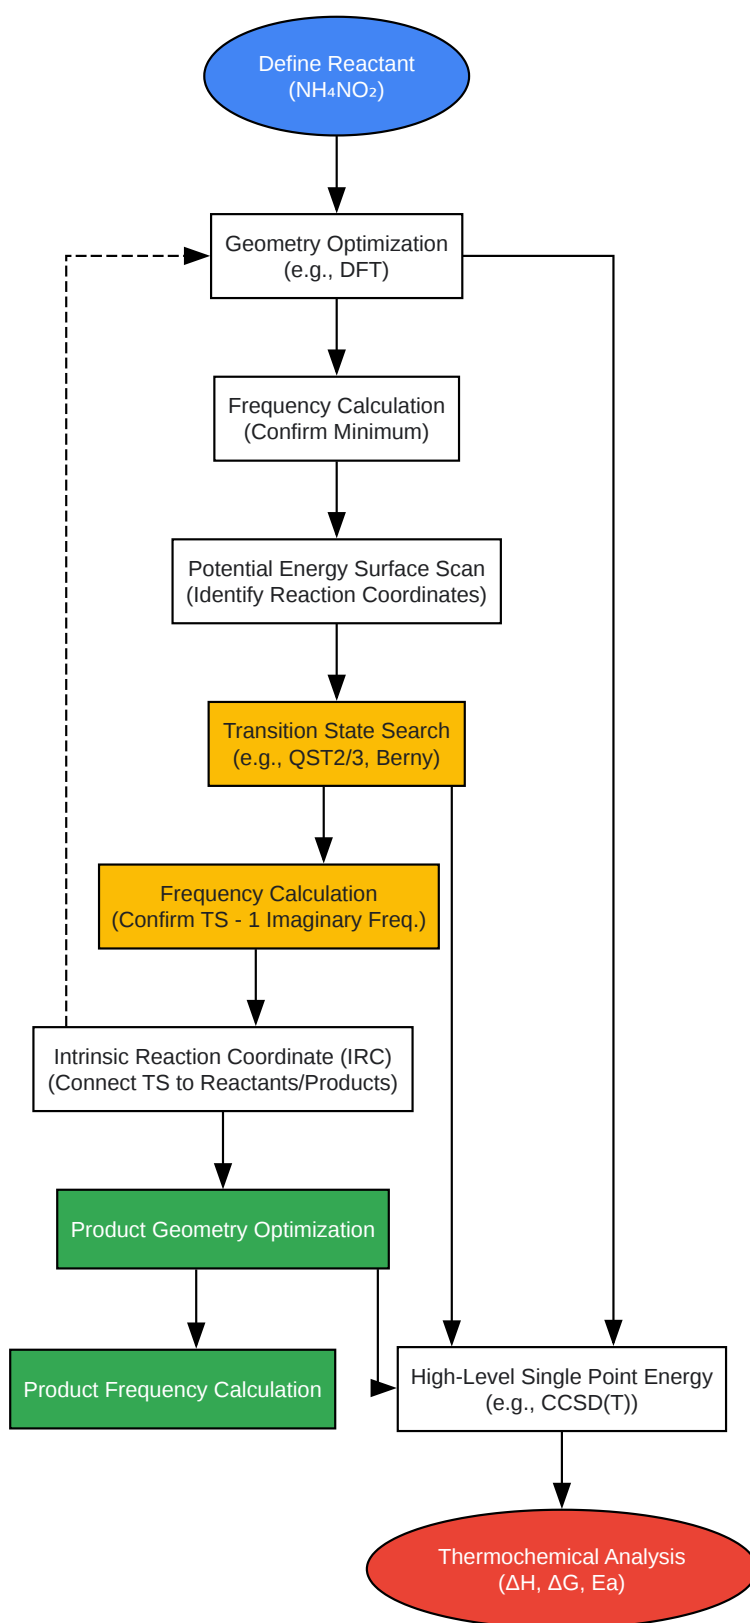 Define Reactant
(NH₄NO₂)
Geometry Optimization
(e.g., DFT)
Frequency Calculation
(Confirm Minimum)
Potential Energy Surface Scan
(Identify Reaction Coordinates)
Transition State Search
(e.g., QST2/3, Berny)
Frequency Calculation
(Confirm TS - 1 Imaginary Freq.)
Intrinsic Reaction Coordinate (IRC)
(Connect TS to Reactants/Products)
Product Geometry Optimization
Product Frequency Calculation
High-Level Single Point Energy
(e.g., CCSD(T))
Thermochemical Analysis
(ΔH, ΔG, Ea)